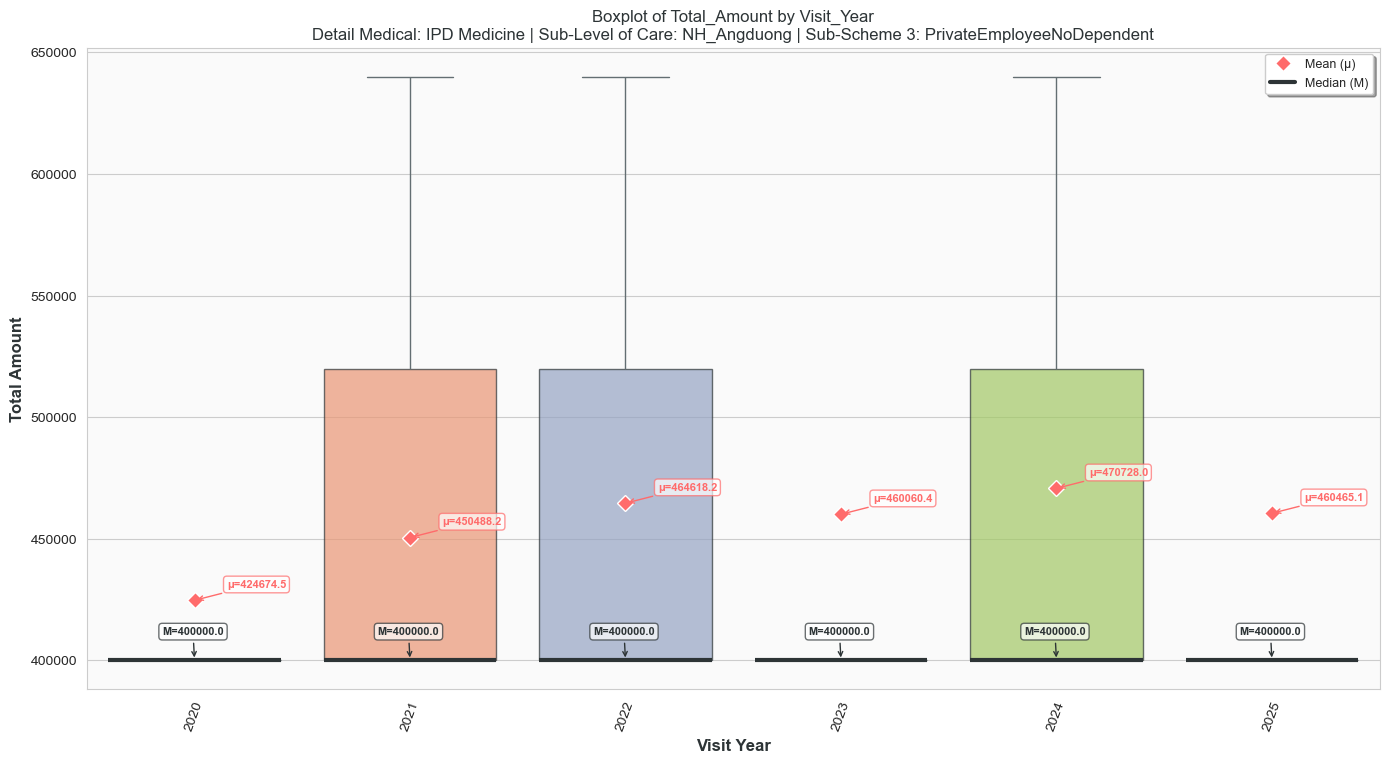 Boxplot of Total_Amount by Visit_Year
Detail Medical: IPD Medicine | Sub-Level of Care: NH_Angduong | Sub-Scheme 3: PrivateEmployeeNoDependent
Mean (μ)
Median (M)
650000
600000
550000
500000
450000
400000
Total Amount
μ=424674.5
μ=450488.2
μ=464618.2
μ=460060.4
μ=470728.0
μ=460465.1
M=400000.0
M=400000.0
M=400000.0
M=400000.0
M=400000.0
M=400000.0
2020
2021
2022
2023
2024
2025
Visit Year